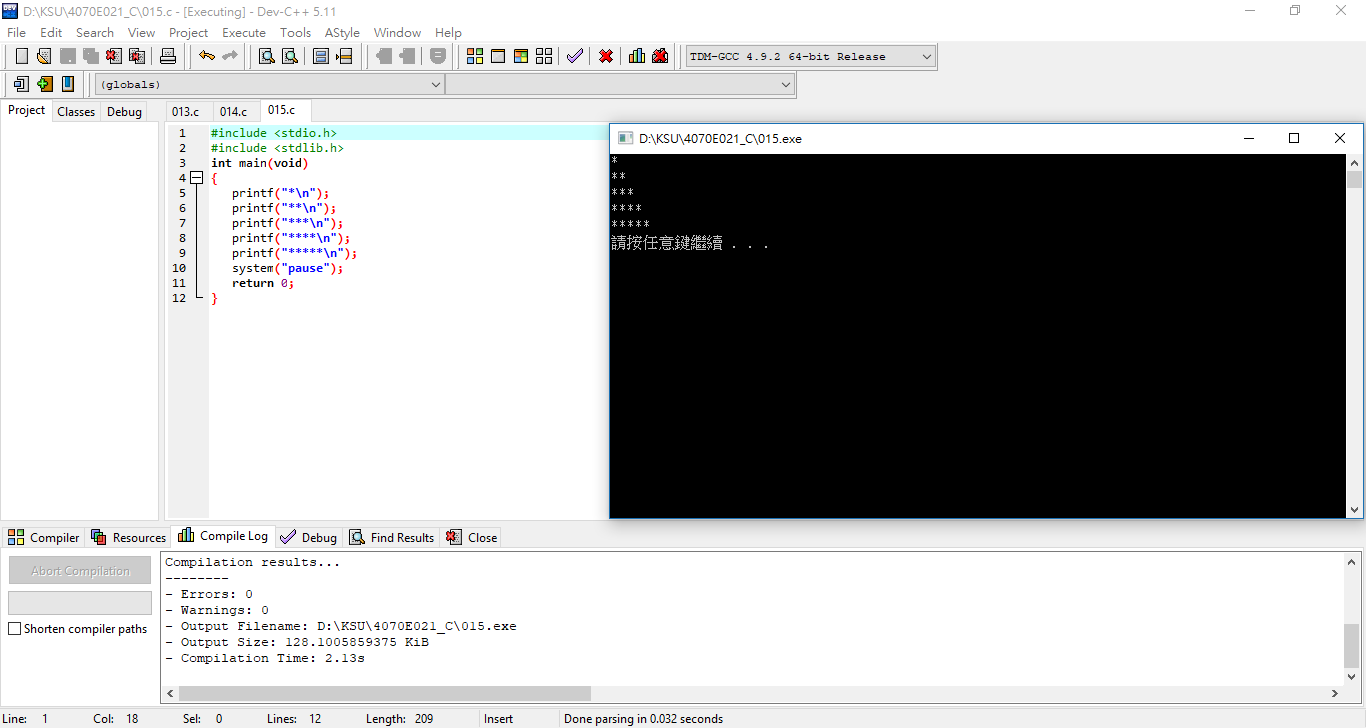 D:\KSU\4070E021_C\015.c - [Executing] - Dev-C++ 5.11
File Edit Search View Project Execute Tools AStyle Window Help
TDM-GCC 4.9.2 64-bit Release
(globals)
Project Classes Debug 013.c 014.c 015.c
1 #include <stdio.h>
2 #include <stdlib.h>
3 int main(void)
4 {
5 printf("*\n");
6 printf("**\n");
7 printf("***\n");
8 printf("****\n");
9 printf("*****\n");
10 system("pause");
11 return 0;
12 }
D:\KSU\4070E021_C\015.exe
*
**
***
****
*****
請按任意鍵繼續 . . .
Compiler Resources Compile Log Debug Find Results Close
Abort Compilation
Shorten compiler paths
Compilation results...
--------
- Errors: 0
- Warnings: 0
- Output Filename: D:\KSU\4070E021_C\015.exe
- Output Size: 128.1005859375 KiB
- Compilation Time: 2.13s
Line: 1 Col: 18 Sel: 0 Lines: 12 Length: 209 Insert Done parsing in 0.032 seconds